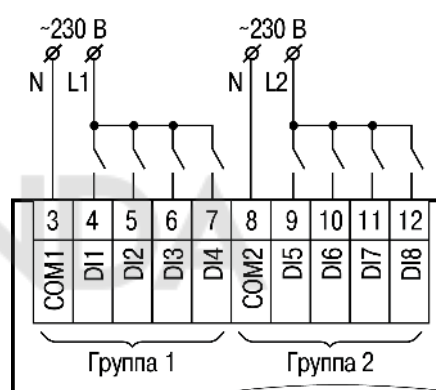 ~230 В ~230 В
N L1 N L2
3 4 5 6 7 8 9 10 11 12
COM1 DI1 DI2 DI3 DI4 COM2 DI5 DI6 DI7 DI8
Группа 1 Группа 2